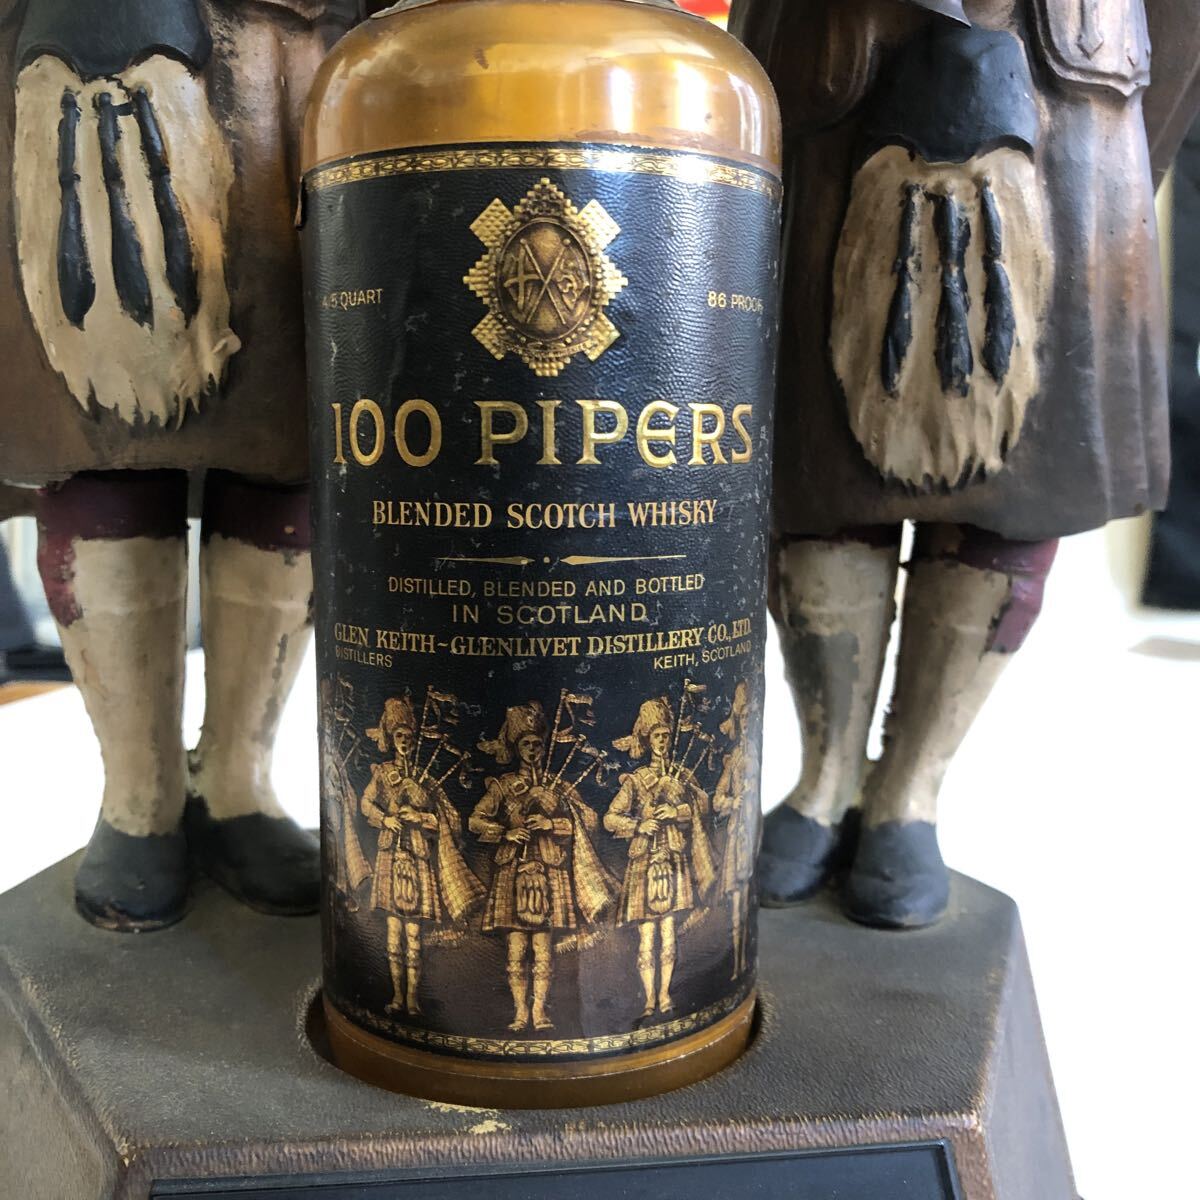 4/5 QUART
86 PROOF
100 PIPERS
BLENDED SCOTCH WHISKY
DISTILLED, BLENDED AND BOTTLED
IN SCOTLAND
GLEN KEITH~GLENLIVET DISTILLERY CO., LTD.
DISTILLERS
KEITH, SCOTLAND